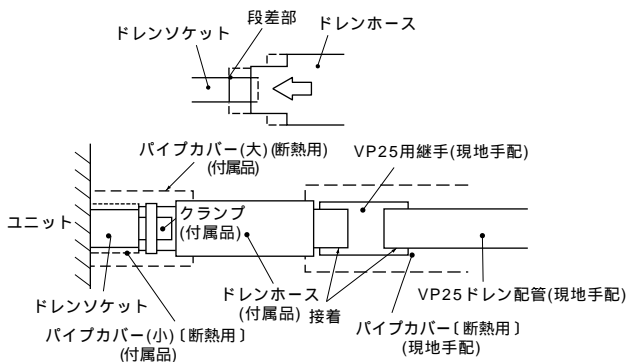 段差部
ドレンソケット
ドレンホース
パイプカバー(大)(断熱用)
(付属品)
VP25用継手(現地手配)
ユニット
クランプ
(付属品)
ドレンソケット
ドレンホース
(付属品)
接着
VP25ドレン配管(現地手配)
パイプカバー(小)〔断熱用〕
(付属品)
パイプカバー〔断熱用〕
(現地手配)